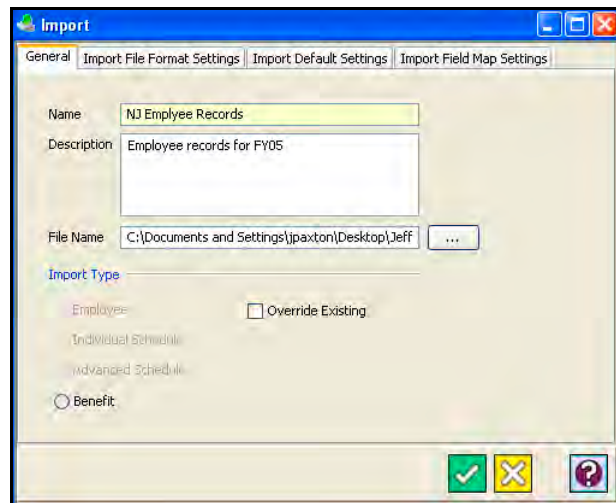 Import
General Import File Format Settings Import Default Settings Import Field Map Settings
Name NJ Emplyee Records
Description Employee records for FY05
File Name C:\Documents and Settings\jpaxton\Desktop\Jeff ...
Import Type
Employee Override Existing
Individual Schedule
Advanced Schedule
Benefit